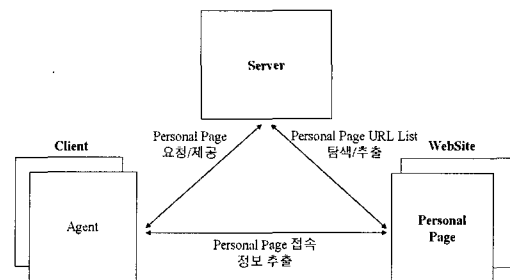 Server
Personal Page
요청/제공
Personal Page URL List
탐색/추출
Client
WebSite
Agent
Personal
Page
Personal Page 접속
정보 추출